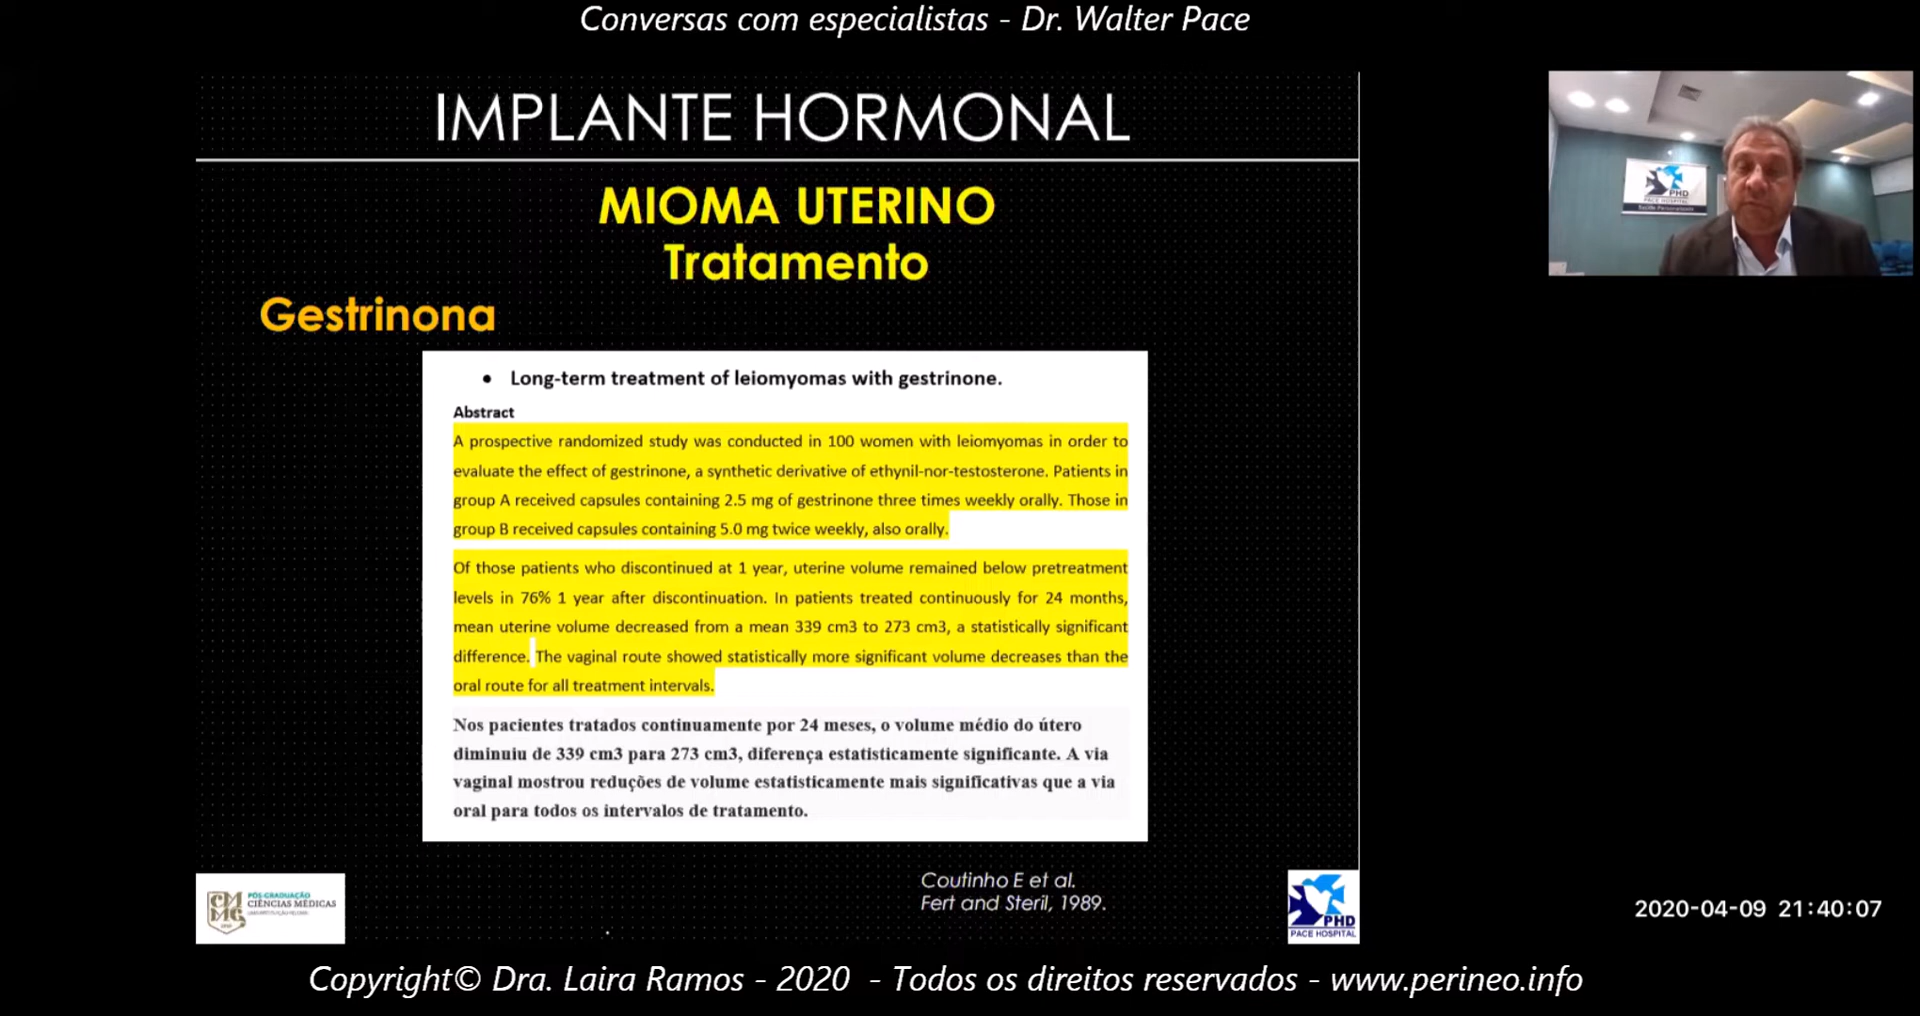 Conversas com especialistas - Dr. Walter Pace
IMPLANTE HORMONAL
MIOMA UTERINO
Tratamento
Gestrinona
• Long-term treatment of leiomyomas with gestrinone.
Abstract
A prospective randomized study was conducted in 100 women with leiomyomas in order to
evaluate the effect of gestrinone, a synthetic derivative of ethynil-nor-testosterone. Patients in
group A received capsules containing 2.5 mg of gestrinone three times weekly orally. Those in
group B received capsules containing 5.0 mg twice weekly, also orally.
Of those patients who discontinued at 1 year, uterine volume remained below pretreatment
levels in 76% 1 year after discontinuation. In patients treated continuously for 24 months,
mean uterine volume decreased from a mean 339 cm3 to 273 cm3, a statistically significant
difference. The vaginal route showed statistically more significant volume decreases than the
oral route for all treatment intervals.
Nos pacientes tratados continuamente por 24 meses, o volume médio do útero
diminuiu de 339 cm3 para 273 cm3, diferença estatisticamente significante. A via
vaginal mostrou reduções de volume estatisticamente mais significativas que a via
oral para todos os intervalos de tratamento.
Coutinho E et al.
Fert and Steril, 1989.
CMMG
PÓS-GRADUAÇÃO
CIÊNCIAS MÉDICAS
PHD
PACE HOSPITAL
PHD
PACE HOSPITAL
2020-04-09 21:40:07
Copyright© Dra. Laira Ramos - 2020 - Todos os direitos reservados - www.perineo.info